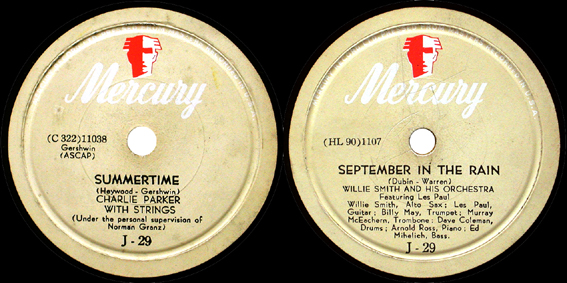 Mercury
(C 322)11038
Gershwin
(ASCAP)
SUMMERTIME
(Heywood - Gershwin)
CHARLIE PARKER
WITH STRINGS
(Under the personal supervision of
Norman Granz)
J - 29
Mercury
(HL 90)1107
SEPTEMBER IN THE RAIN
(Dubin - Warren)
WILLIE SMITH AND HIS ORCHESTRA
Featuring Les Paul
Willie Smith, Alto Sax; Les Paul,
Guitar; Billy May, Trumpet; Murray
McEachern, Trombone; Dave Coleman,
Drums; Arnold Ross, Piano; Ed
Mihelich, Bass.
J - 29